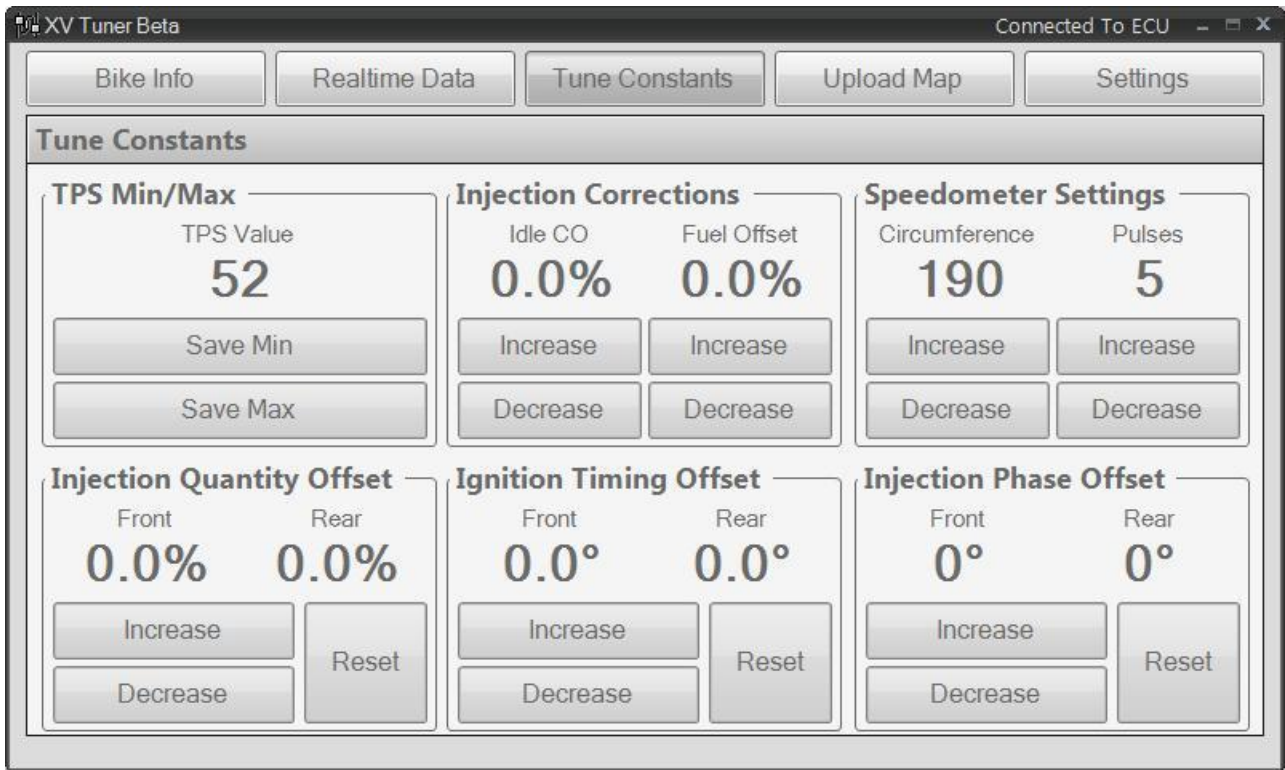 XV Tuner Beta Connected To ECU
Bike Info Realtime Data Tune Constants Upload Map Settings
Tune Constants
TPS Min/Max Injection Corrections Speedometer Settings
TPS Value Idle CO Fuel Offset Circumference Pulses
52 0.0% 0.0% 190 5
Save Min Increase Increase Increase Increase
Save Max Decrease Decrease Decrease Decrease
Injection Quantity Offset Ignition Timing Offset Injection Phase Offset
Front Rear Front Rear Front Rear
0.0% 0.0% 0.0° 0.0° 0° 0°
Increase Increase Increase
Reset Reset Reset
Decrease Decrease Decrease